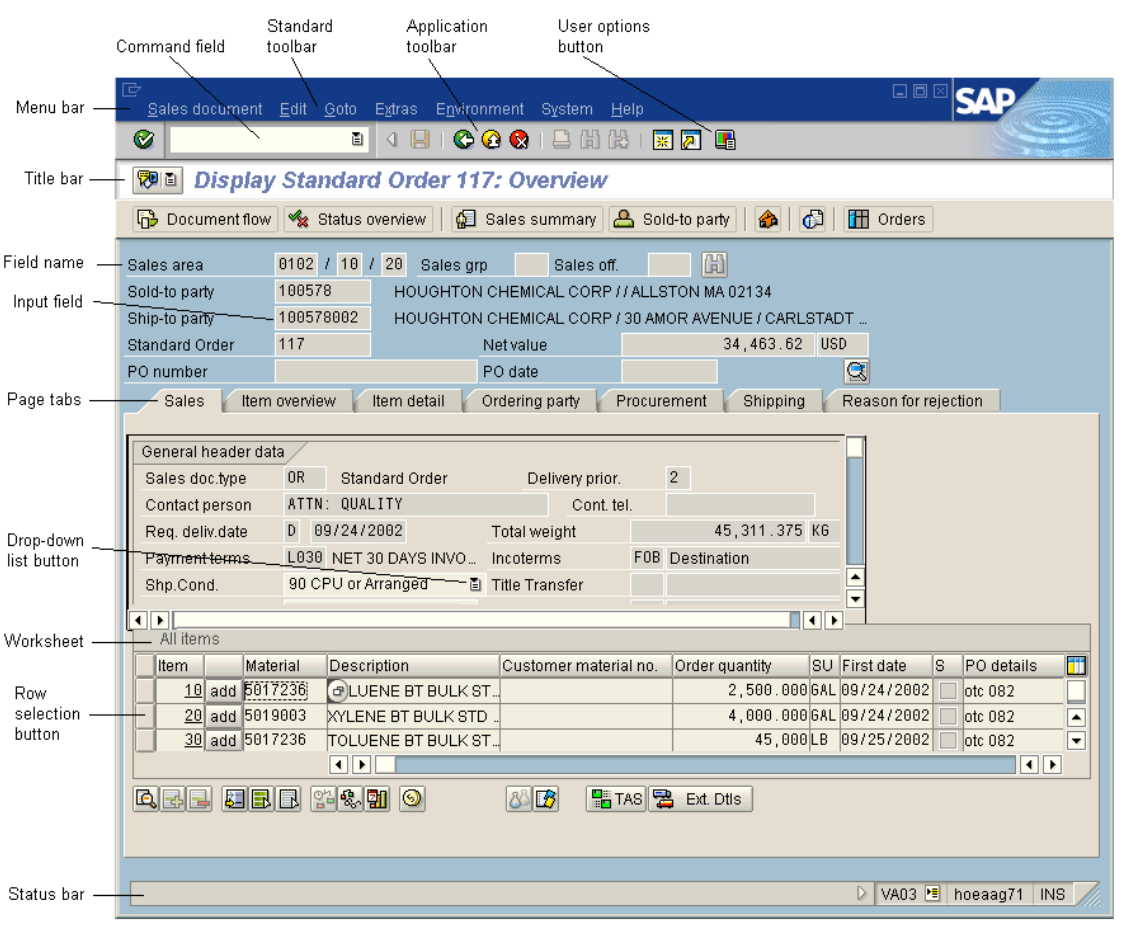 Standard Application User options
Command field toolbar toolbar button
Menu bar
Sales document Edit Goto Extras Environment System Help
SAP
Title bar
Display Standard Order 117: Overview
Document flow Status overview Sales summary Sold-to party Orders
Field name
Sales area 0102 / 10 / 20 Sales grp Sales off.
Input field
Sold-to party 100578 HOUGHTON CHEMICAL CORP / / ALLSTON MA 02134
Ship-to party 100578002 HOUGHTON CHEMICAL CORP / 30 AMOR AVENUE / CARLSTADT ...
Standard Order 117 Net value 34,463.62 USD
PO number PO date
Page tabs
Sales Item overview Item detail Ordering party Procurement Shipping Reason for rejection
General header data
Sales doc.type OR Standard Order Delivery prior. 2
Contact person ATTN: QUALITY Cont. tel.
Req. deliv.date D 09/24/2002 Total weight 45,311.375 KG
Drop-down
list button
Payment terms L030 NET 30 DAYS INVO... Incoterms FOB Destination
Shp.Cond. 90 CPU or Arranged Title Transfer
Worksheet
All items
Item Material Description Customer material no. Order quantity SU First date S PO details
Row
selection
button
10 add 5017236 LUENE BT BULK ST... 2,500.000 GAL 09/24/2002 otc 082
20 add 5019003 XYLENE BT BULK STD ... 4,000.000 GAL 09/24/2002 otc 082
30 add 5017236 TOLUENE BT BULK ST... 45,000 LB 09/25/2002 otc 082
TAS Ext. Dtls
Status bar
VA03 hoeaag71 INS